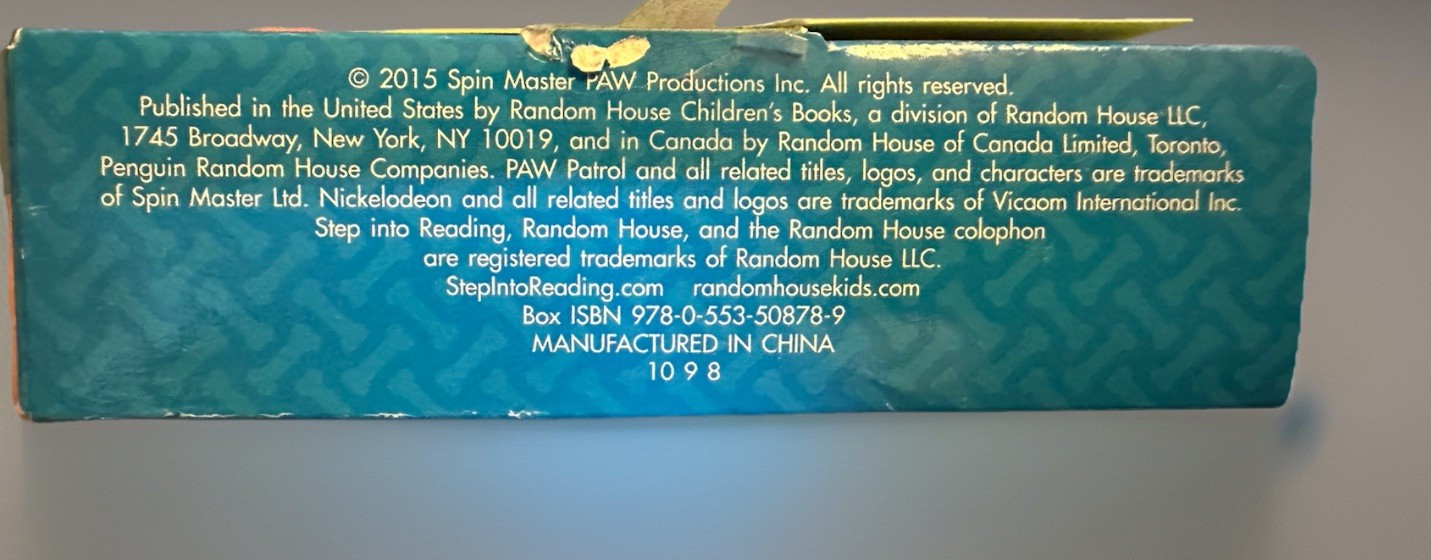 © 2015 Spin Master PAW Productions Inc. All rights reserved.
Published in the United States by Random House Children's Books, a division of Random House LLC,
1745 Broadway, New York, NY 10019, and in Canada by Random House of Canada Limited, Toronto,
Penguin Random House Companies. PAW Patrol and all related titles, logos, and characters are trademarks
of Spin Master Ltd. Nickelodeon and all related titles and logos are trademarks of Vicaom International Inc.
Step into Reading, Random House, and the Random House colophon
are registered trademarks of Random House LLC.
StepIntoReading.com randomhousekids.com
Box ISBN 978-0-553-50878-9
MANUFACTURED IN CHINA
10 9 8